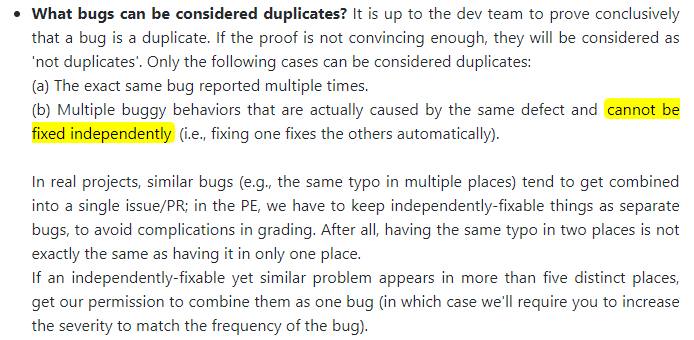 • What bugs can be considered duplicates? It is up to the dev team to prove conclusively
that a bug is a duplicate. If the proof is not convincing enough, they will be considered as
'not duplicates'. Only the following cases can be considered duplicates:
(a) The exact same bug reported multiple times.
(b) Multiple buggy behaviors that are actually caused by the same defect and cannot be
fixed independently (i.e., fixing one fixes the others automatically).
In real projects, similar bugs (e.g., the same typo in multiple places) tend to get combined
into a single issue/PR; in the PE, we have to keep independently-fixable things as separate
bugs, to avoid complications in grading. After all, having the same typo in two places is not
exactly the same as having it in only one place.
If an independently-fixable yet similar problem appears in more than five distinct places,
get our permission to combine them as one bug (in which case we'll require you to increase
the severity to match the frequency of the bug).